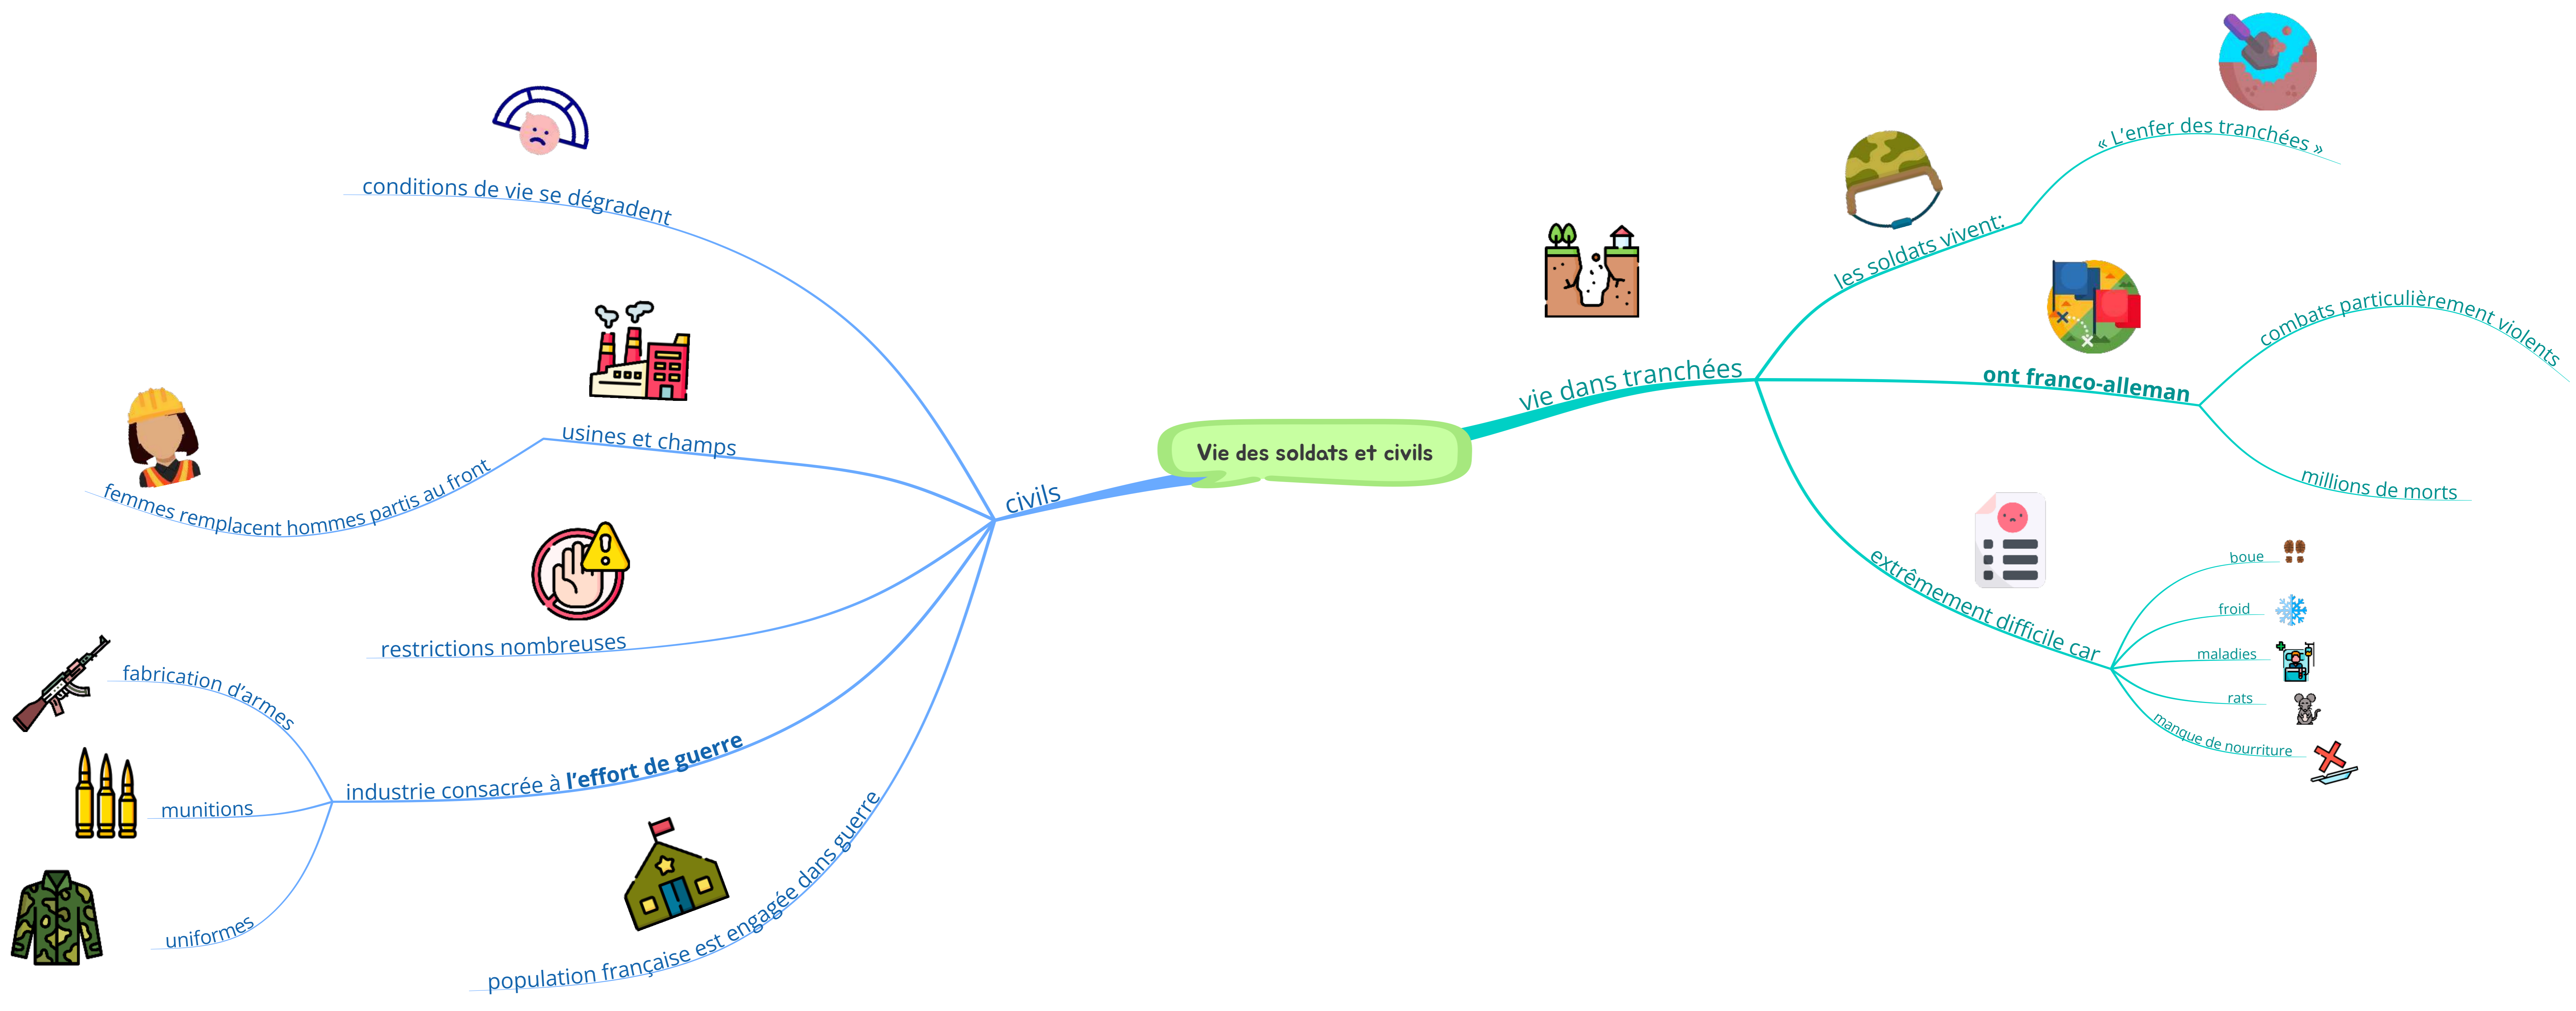 Vie des soldats et civils
vie dans tranchées
les soldats vivent:
« L’enfer des tranchées »
ont franco-alleman
combats particulièrement violents
millions de morts
extrêmement difficile car
boue
froid
maladies
rats
manque de nourriture
civils
conditions de vie se dégradent
usines et champs
femmes remplacent hommes partis au front
restrictions nombreuses
industrie consacrée à l’effort de guerre
fabrication d’armes
munitions
uniformes
population française est engagée dans guerre